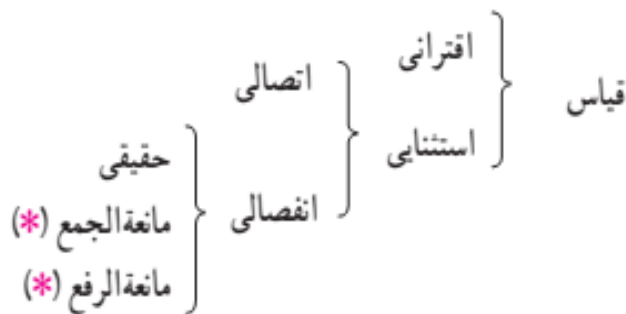 قیاس
اقترانی
استثنایی
اتصالی
انفصالی
حقیقی
مانعةالجمع (*)
مانعةالرفع (*)